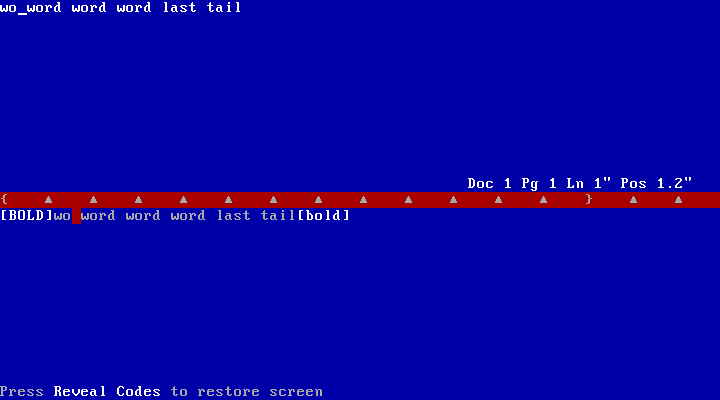 wo_word word word last tail
Doc 1 Pg 1 Ln 1" Pos 1.2"
{ ▲ ▲ ▲ ▲ ▲ ▲ ▲ ▲ ▲ ▲ ▲ ▲ } ▲ ▲
[BOLD]wo word word word last tail[bold]
Press Reveal Codes to restore screen